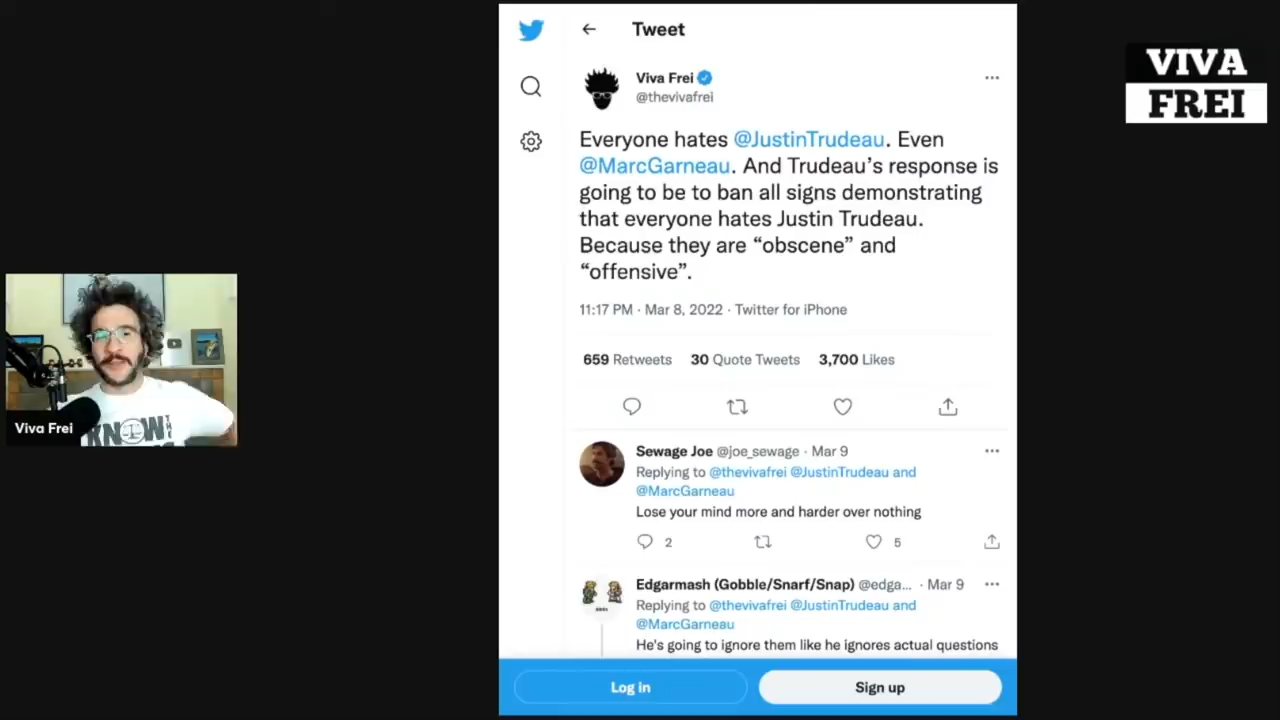 Tweet
VIVA
FREI
Viva Frei
@thevivafrei
Everyone hates @JustinTrudeau. Even
@MarcGarneau. And Trudeau’s response is
going to be to ban all signs demonstrating
that everyone hates Justin Trudeau.
Because they are “obscene” and
“offensive”.
11:17 PM · Mar 8, 2022 · Twitter for iPhone
659 Retweets 30 Quote Tweets 3,700 Likes
Viva Frei
KNOW THE
Sewage Joe @joe_sewage · Mar 9
Replying to @thevivafrei @JustinTrudeau and
@MarcGarneau
Lose your mind more and harder over nothing
2 5
Edgarmash (Gobble/Snarf/Snap) @edga... · Mar 9
Replying to @thevivafrei @JustinTrudeau and
@MarcGarneau
He's going to ignore them like he ignores actual questions
Log in Sign up